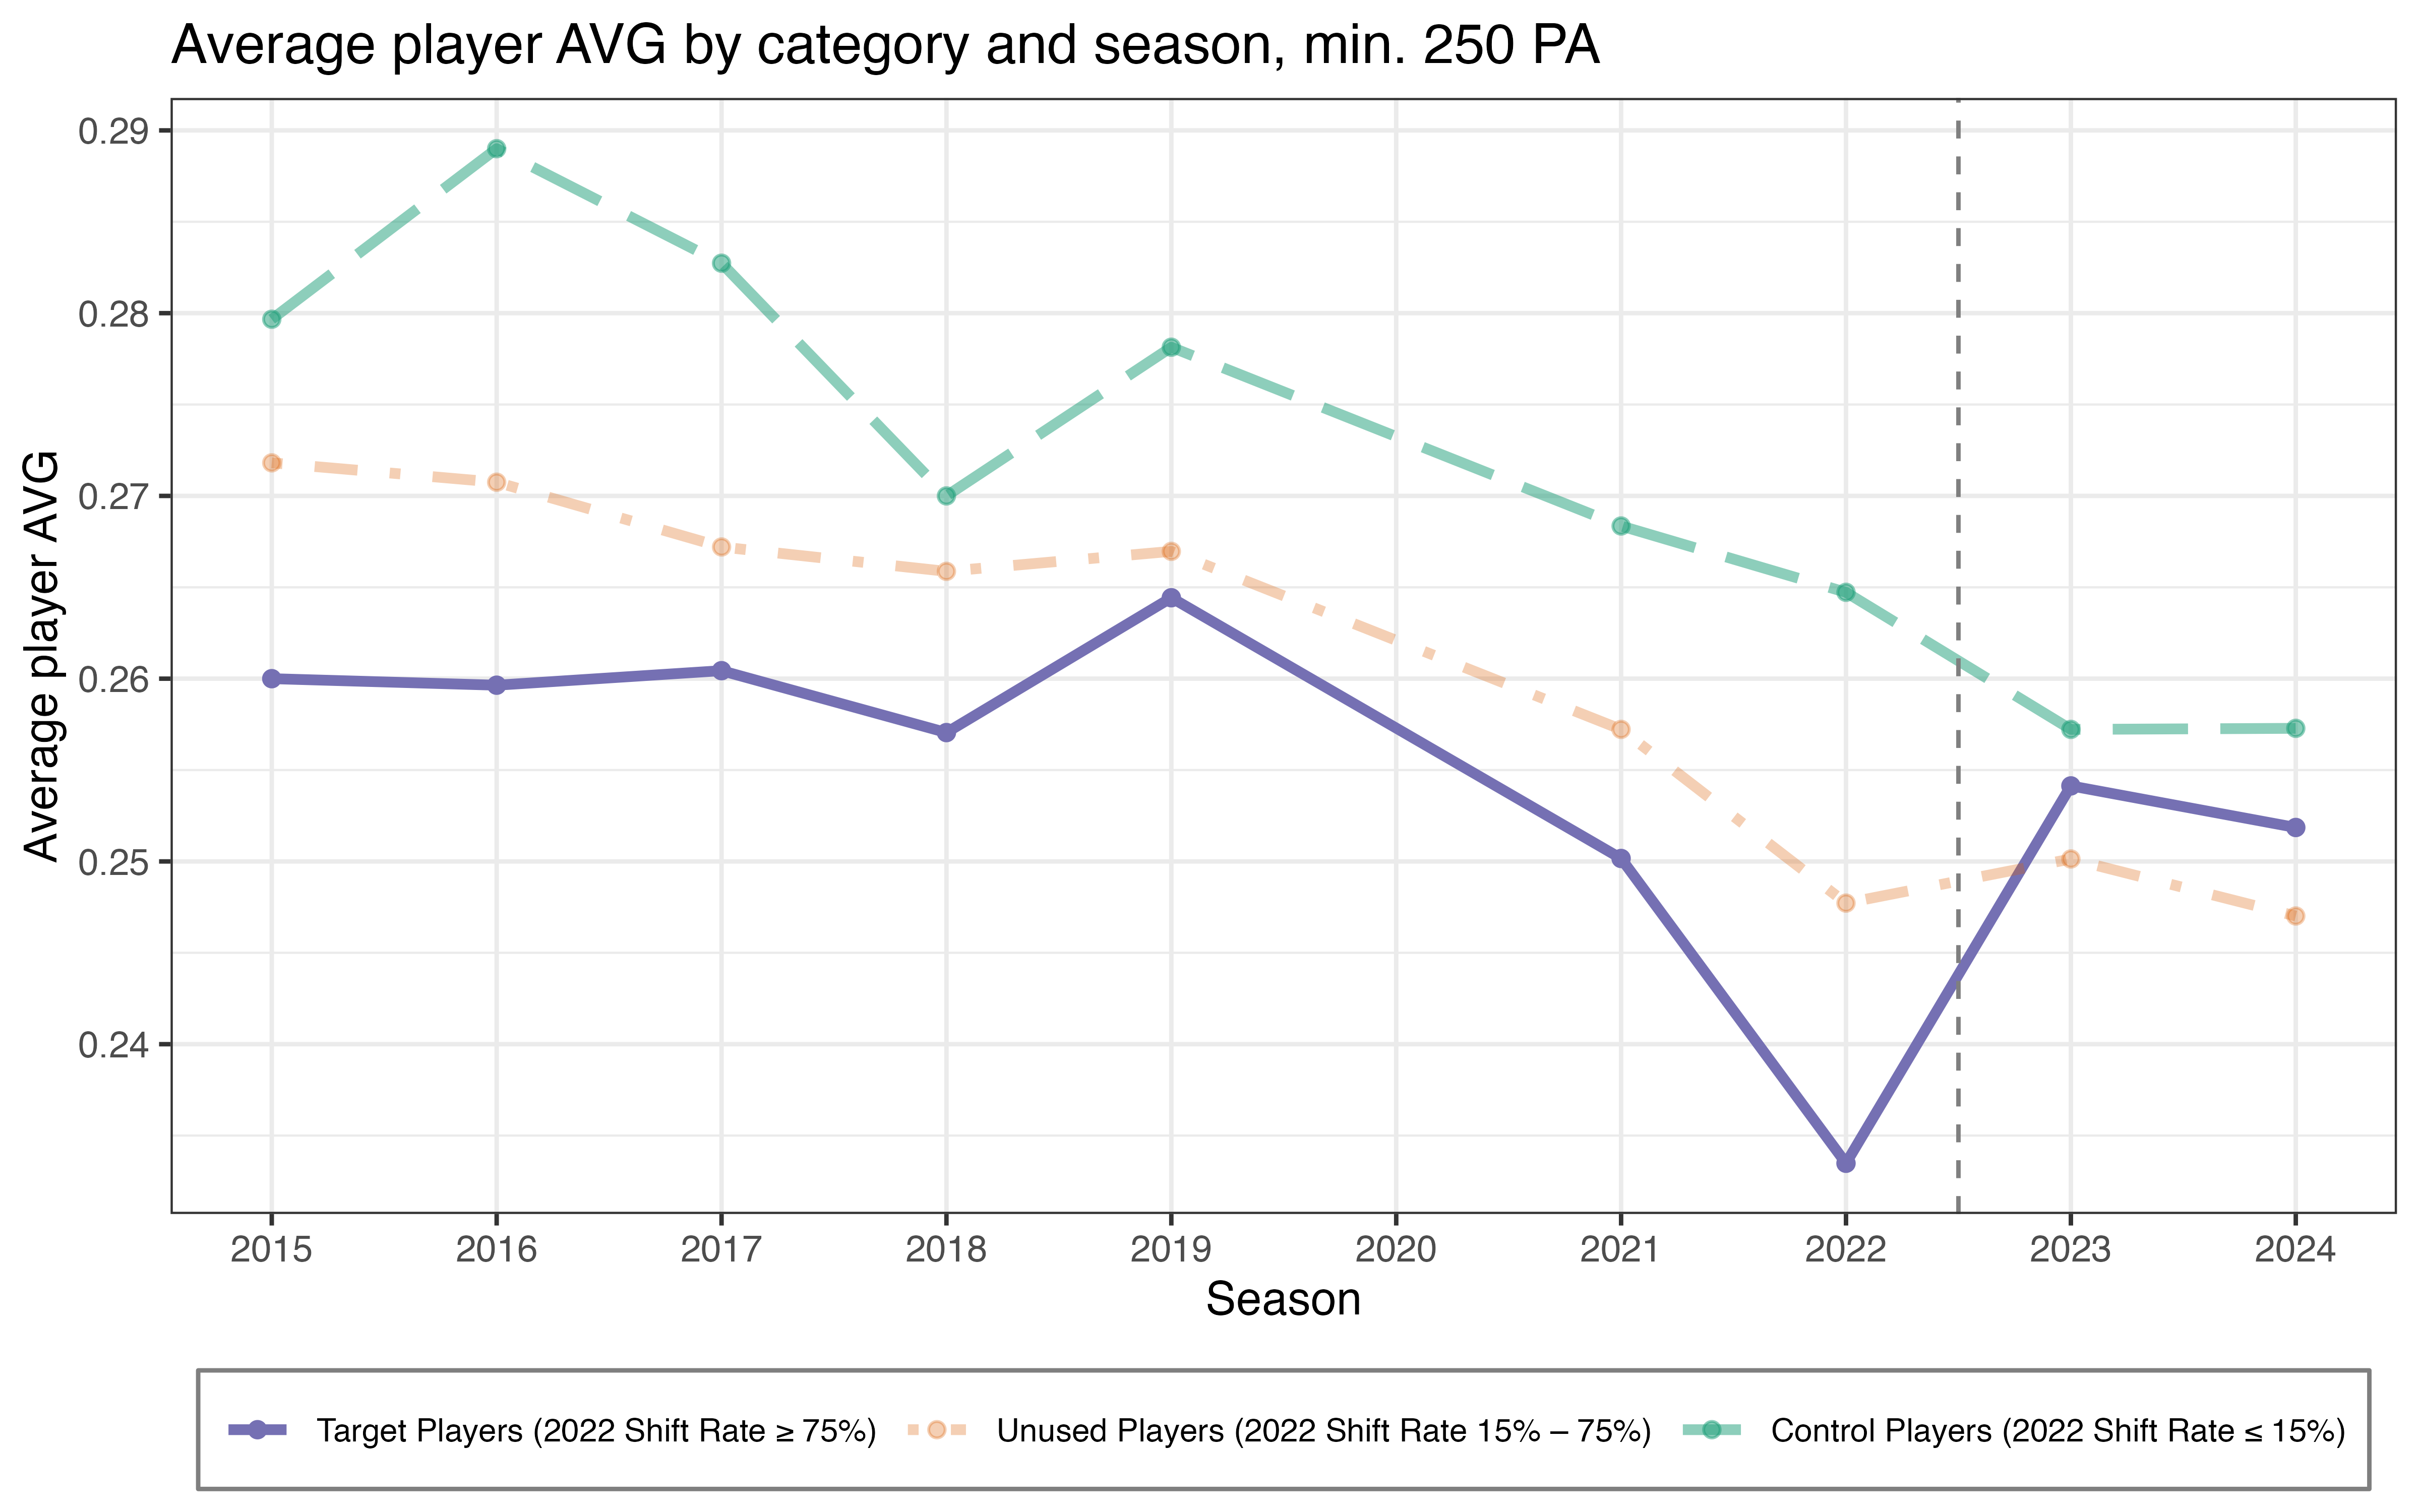 Average player AVG by category and season, min. 250 PA
Average player AVG
0.29
0.28
0.27
0.26
0.25
0.24
2015 2016 2017 2018 2019 2020 2021 2022 2023 2024
Season
Target Players (2022 Shift Rate ≥ 75%) Unused Players (2022 Shift Rate 15% – 75%) Control Players (2022 Shift Rate ≤ 15%)